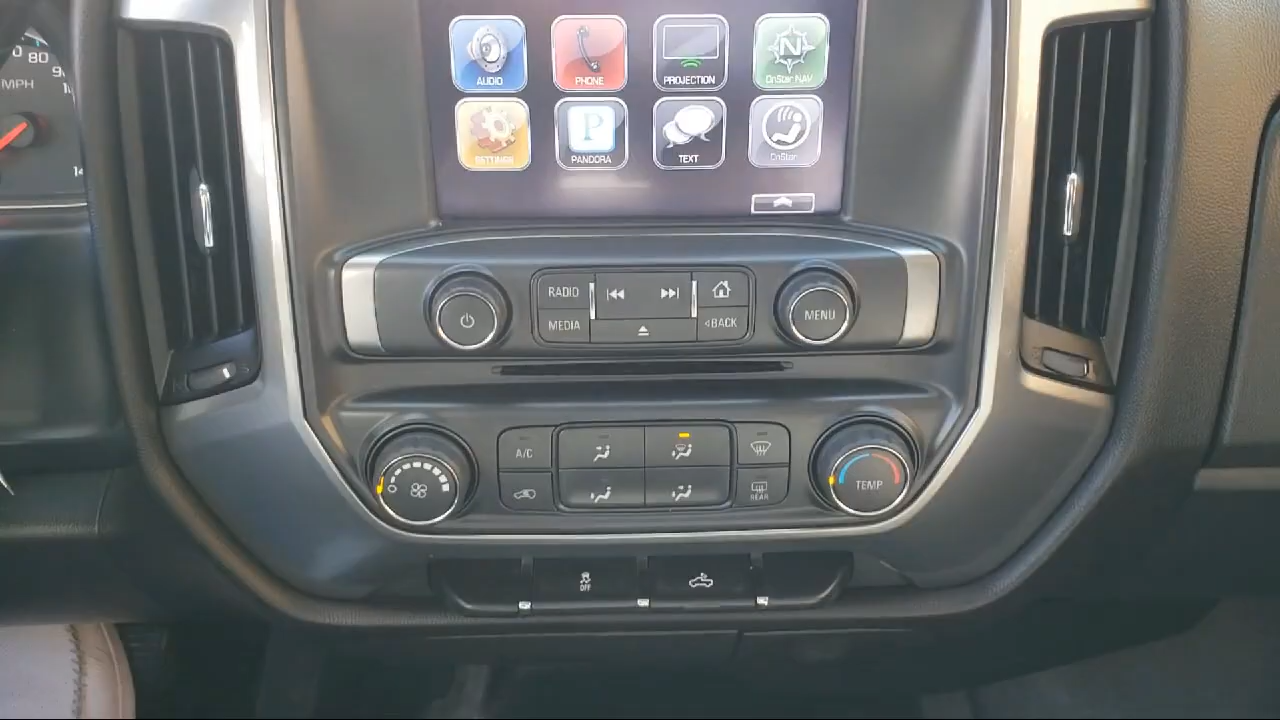 80
MPH
AUDIO
PHONE
PROJECTION
N
OnStar NAV
SETTINGS
P
PANDORA
TEXT
OnStar
RADIO
MEDIA
<BACK
MENU
A/C
REAR
TEMP
OFF